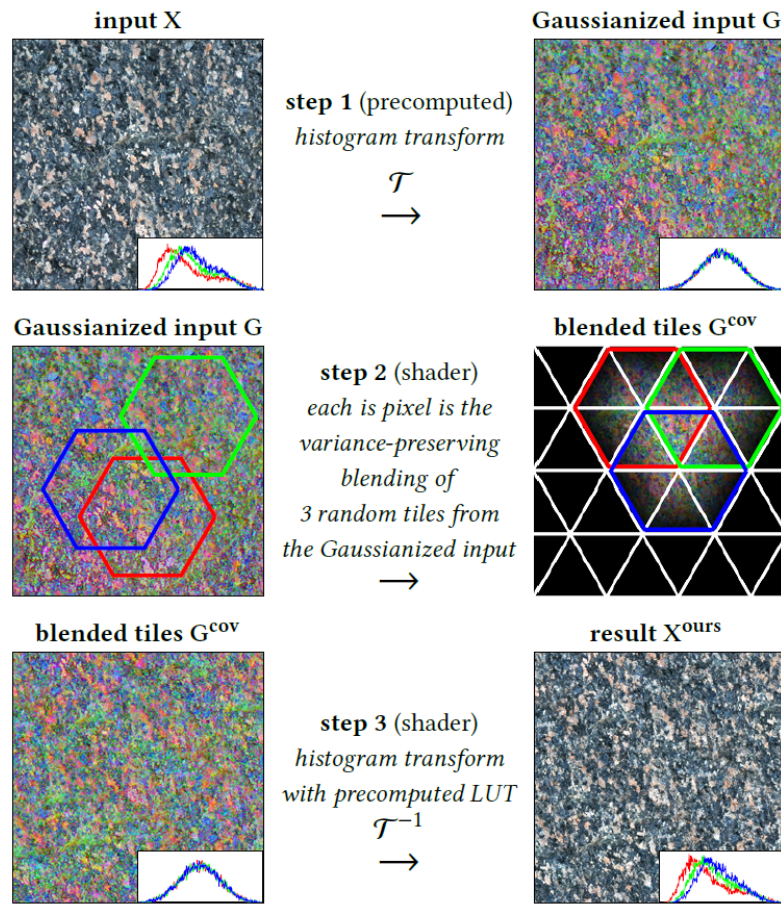 input X
Gaussianized input G
step 1 (precomputed)
histogram transform
𝒯
→
Gaussianized input G
blended tiles G^cov
step 2 (shader)
each is pixel is the
variance-preserving
blending of
3 random tiles from
the Gaussianized input
→
blended tiles G^cov
result X^ours
step 3 (shader)
histogram transform
with precomputed LUT
𝒯^−1
→